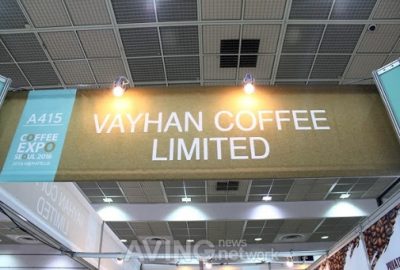 A415
COFFEE
EXPO
SEOUL 2016
VAYHAN COFFEE
LIMITED
AVING news
network